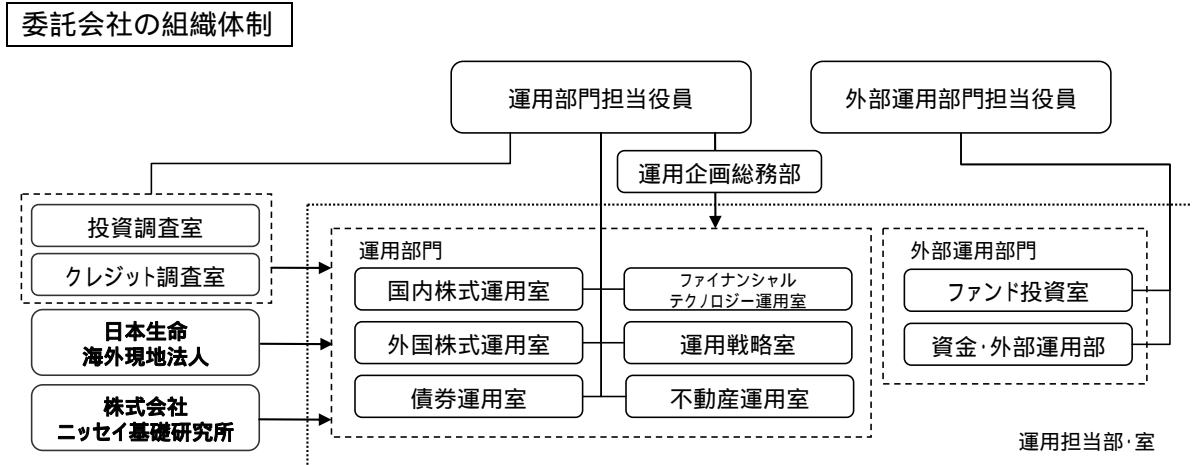 委託会社の組織体制
運用部門担当役員
外部運用部門担当役員
運用企画総務部
投資調査室
クレジット調査室
日本生命
海外現地法人
株式会社
ニッセイ基礎研究所
運用部門
国内株式運用室
ファイナンシャル
テクノロジー運用室
外国株式運用室
運用戦略室
債券運用室
不動産運用室
外部運用部門
ファンド投資室
資金・外部運用部
運用担当部・室